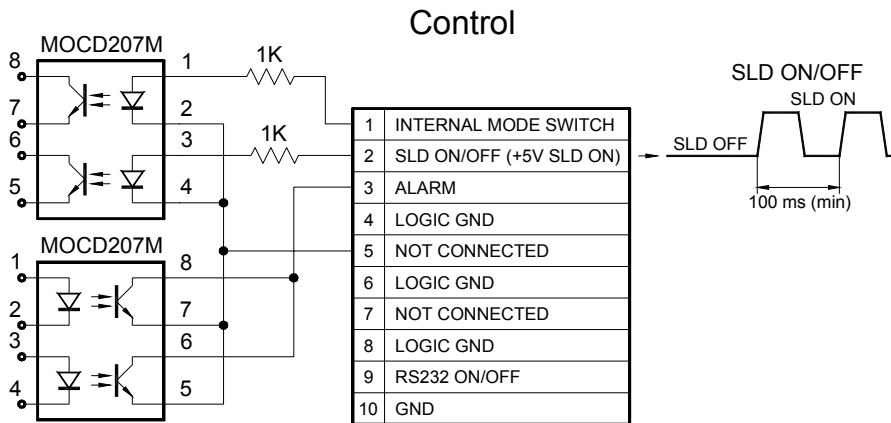 Control
MOCD207M
8
7
6
5
1
2
3
4
1K
1K
MOCD207M
1
2
3
4
8
7
6
5
1 INTERNAL MODE SWITCH
2 SLD ON/OFF (+5V SLD ON)
3 ALARM
4 LOGIC GND
5 NOT CONNECTED
6 LOGIC GND
7 NOT CONNECTED
8 LOGIC GND
9 RS232 ON/OFF
10 GND
SLD ON/OFF
SLD ON
SLD OFF
100 ms (min)